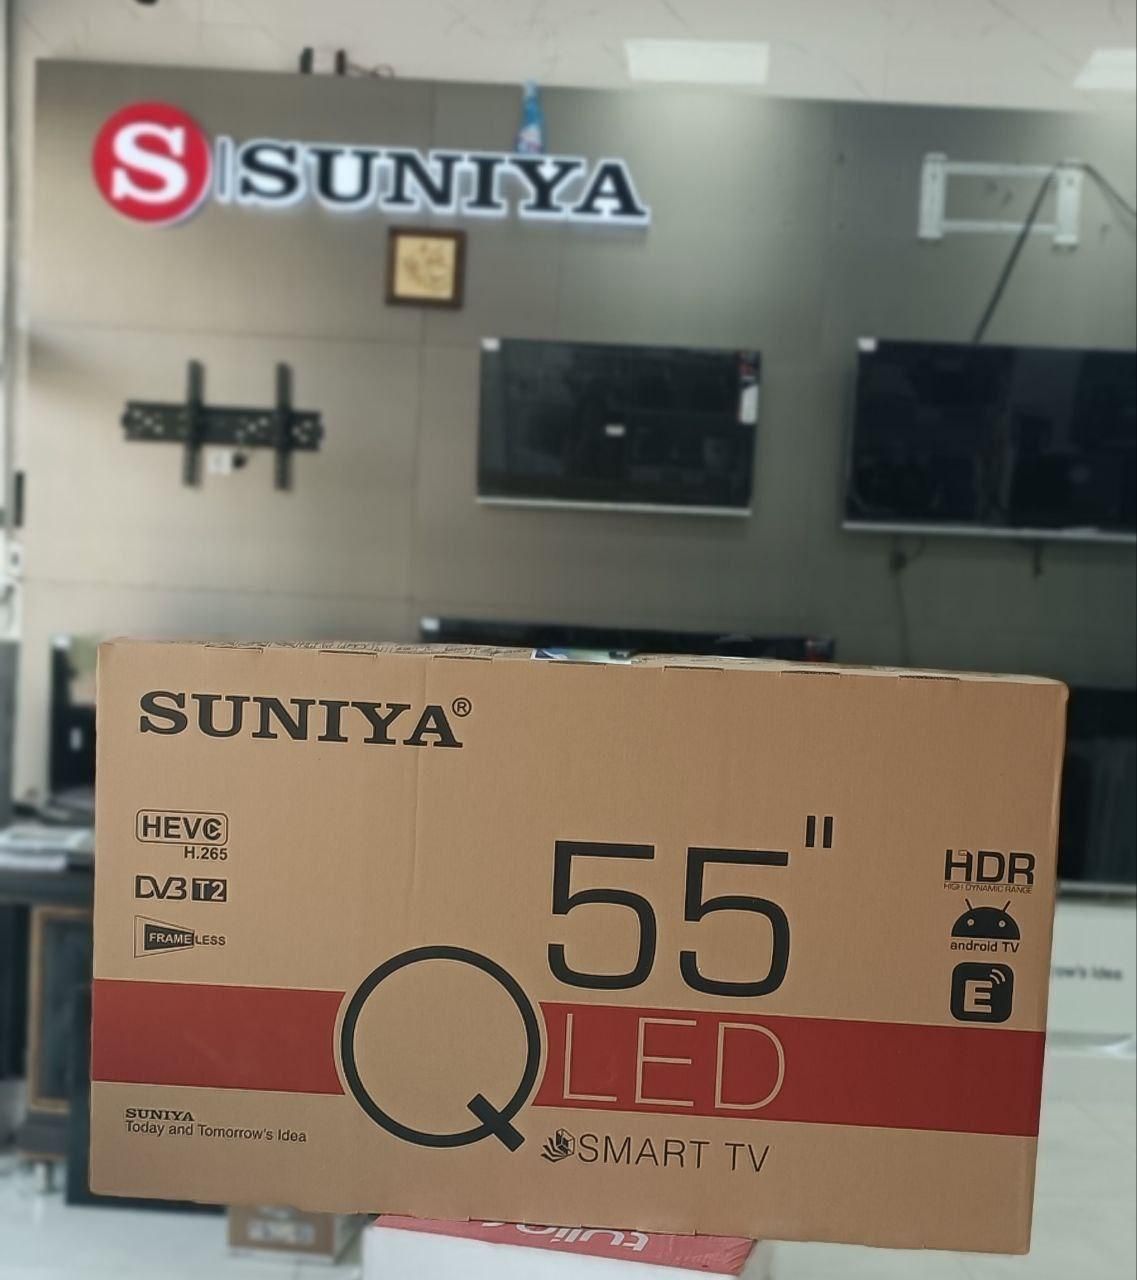 S SUNIYA
SUNIYA®
HEVC
H.265
DVB T2
FRAMELESS
55"
QLED
SMART TV
HDR
HIGH DYNAMIC RANGE
android TV
E
SUNIYA
Today and Tomorrow's Idea